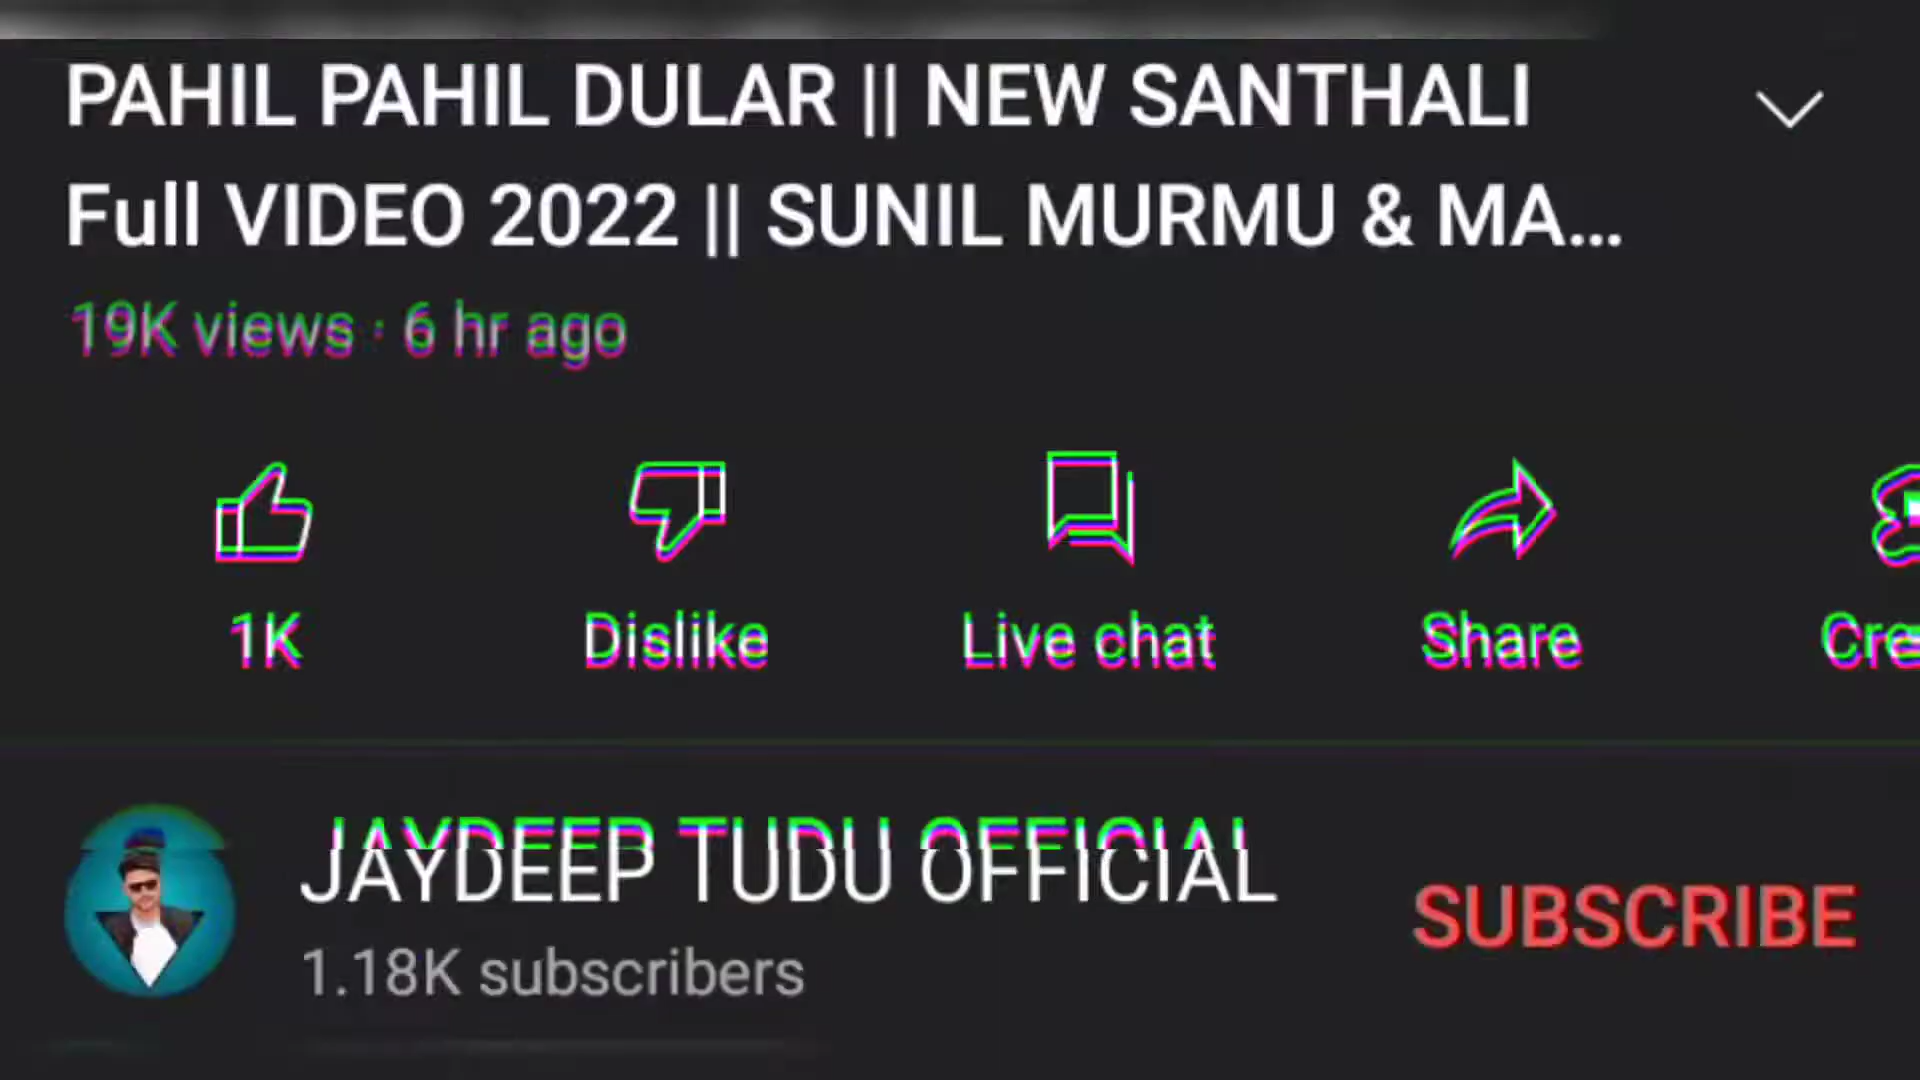 PAHIL PAHIL DULAR || NEW SANTHALI
Full VIDEO 2022 || SUNIL MURMU & MA...
19K views · 6 hr ago
1K
Dislike
Live chat
Share
Cre
JAYDEEP TUDU OFFICIAL
1.18K subscribers
SUBSCRIBE